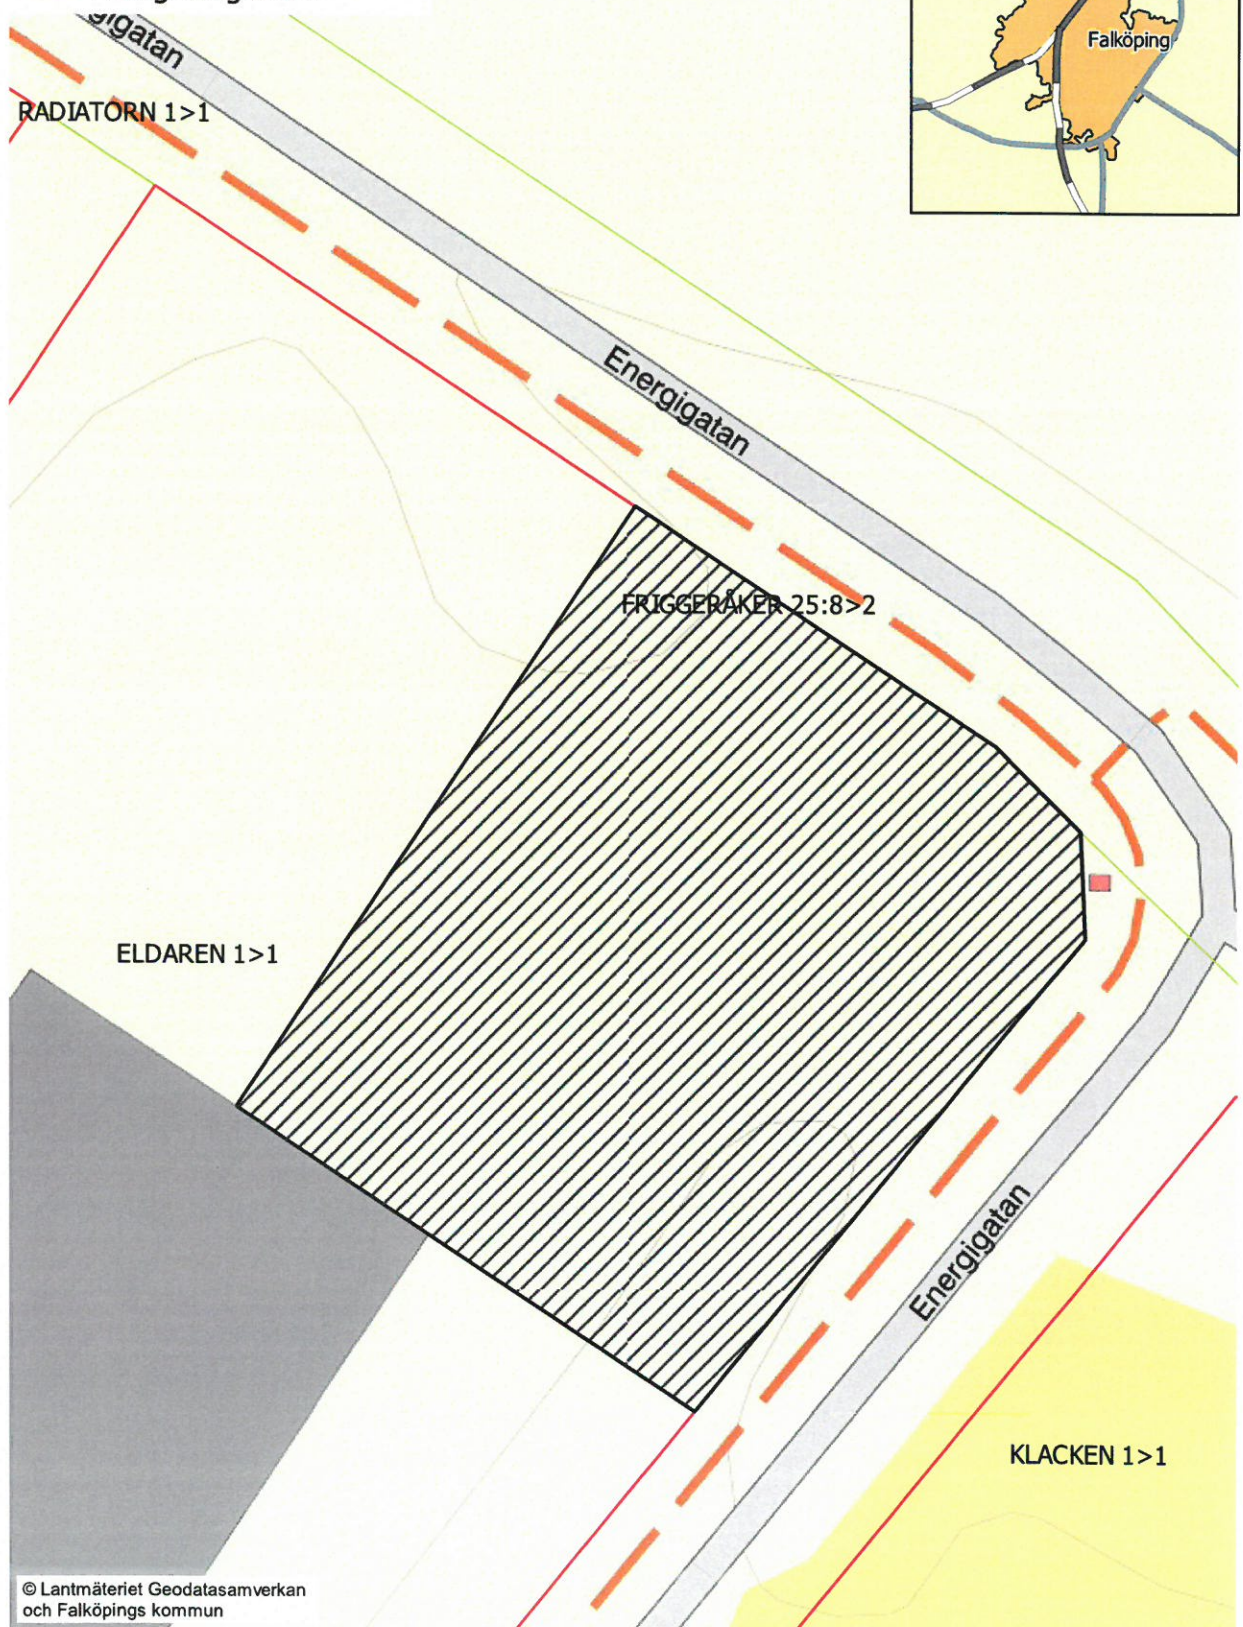 Falköping
gigatan
RADIATORN 1>1
Energigatan
FRIGGERÅKER 25:8>2
ELDAREN 1>1
Energigatan
KLACKEN 1>1
© Lantmäteriet Geodatasamverkan
och Falköpings kommun